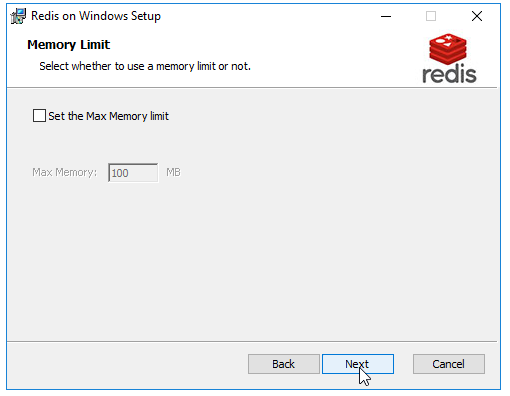 Redis on Windows Setup
Memory Limit
Select whether to use a memory limit or not.
redis
Set the Max Memory limit
Max Memory: 100 MB
Back Next Cancel